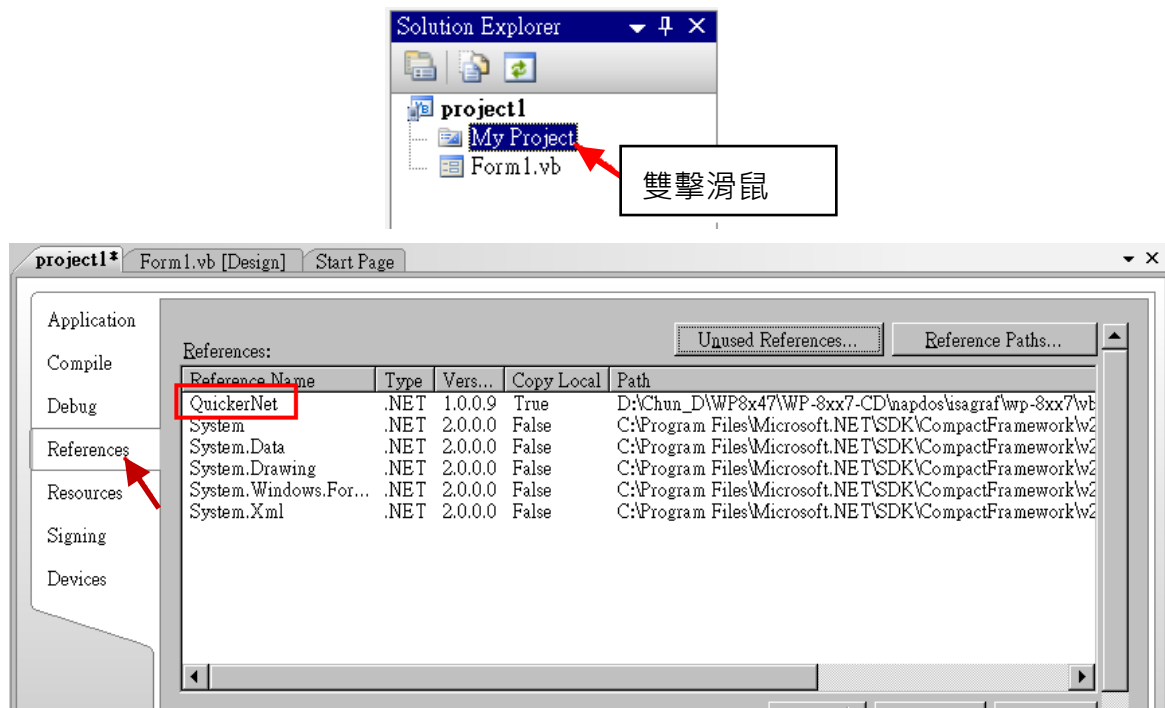 Solution Explorer
project1
My Project
Form1.vb
雙擊滑鼠
project1* Form1.vb [Design] Start Page
Application
Compile
Debug
References
Resources
Signing
Devices
Unused References... Reference Paths...
References:
Reference Name Type Vers... Copy Local Path
QuickerNet .NET 1.0.0.9 True D:\Chun_D\WP8x47\WP-8xx7-CD\napdos\isagraf\wp-8xx7\vb
System .NET 2.0.0.0 False C:\Program Files\Microsoft.NET\SDK\CompactFramework\v2
System.Data .NET 2.0.0.0 False C:\Program Files\Microsoft.NET\SDK\CompactFramework\v2
System.Drawing .NET 2.0.0.0 False C:\Program Files\Microsoft.NET\SDK\CompactFramework\v2
System.Windows.For... .NET 2.0.0.0 False C:\Program Files\Microsoft.NET\SDK\CompactFramework\v2
System.Xml .NET 2.0.0.0 False C:\Program Files\Microsoft.NET\SDK\CompactFramework\v2